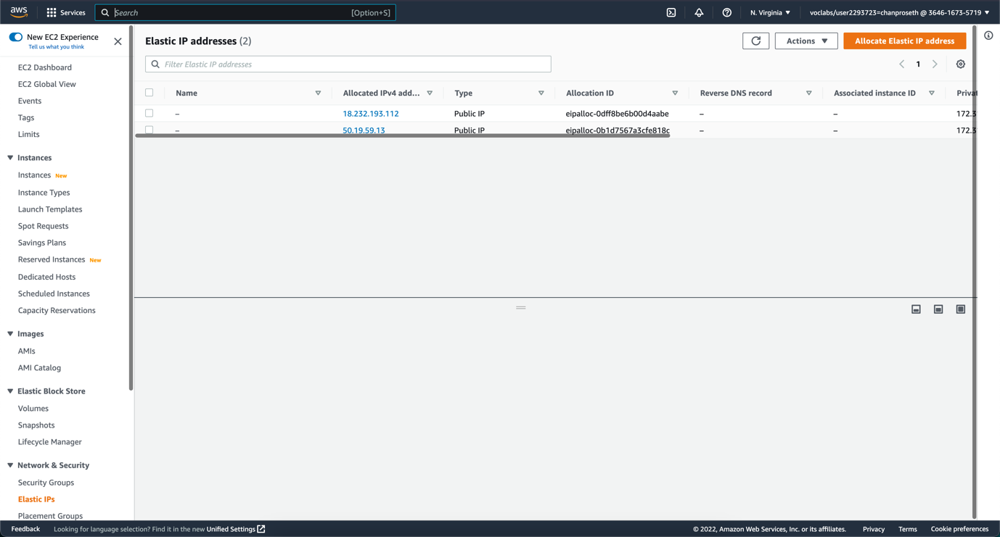 aws
Services
Search
[Option+S]
N. Virginia
voclabs/user2293723=chanproseth @ 3646-1673-5719
New EC2 Experience
Tell us what you think
EC2 Dashboard
EC2 Global View
Events
Tags
Limits
Instances
Instances New
Instance Types
Launch Templates
Spot Requests
Savings Plans
Reserved Instances New
Dedicated Hosts
Scheduled Instances
Capacity Reservations
Images
AMIs
AMI Catalog
Elastic Block Store
Volumes
Snapshots
Lifecycle Manager
Network & Security
Security Groups
Elastic IPs
Placement Groups
Elastic IP addresses (2)
Actions
Allocate Elastic IP address
Filter Elastic IP addresses
1
Name Allocated IPv4 add... Type Allocation ID Reverse DNS record Associated instance ID Privat
– 18.232.193.112 Public IP eipalloc-0dff8be6b00d4aabe – – 172.3
– 50.19.59.13 Public IP eipalloc-0b1d7567a3cfe818c – – 172.3
Feedback
Looking for language selection? Find it in the new Unified Settings
© 2022, Amazon Web Services, Inc. or its affiliates.
Privacy
Terms
Cookie preferences